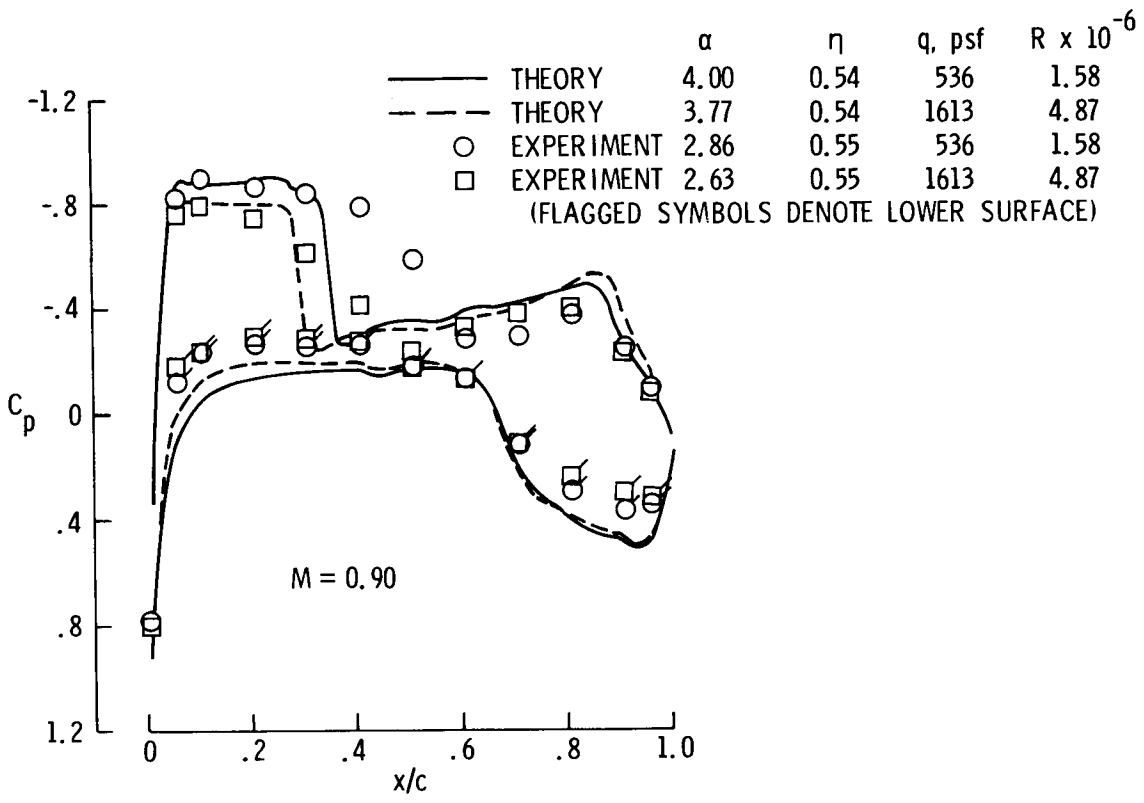 α η q, psf R x 10⁻⁶
THEORY 4.00 0.54 536 1.58
THEORY 3.77 0.54 1613 4.87
EXPERIMENT 2.86 0.55 536 1.58
EXPERIMENT 2.63 0.55 1613 4.87
(FLAGGED SYMBOLS DENOTE LOWER SURFACE)
-1.2
-.8
-.4
0
.4
.8
1.2
Cp
M = 0.90
0 .2 .4 .6 .8 1.0
x/c